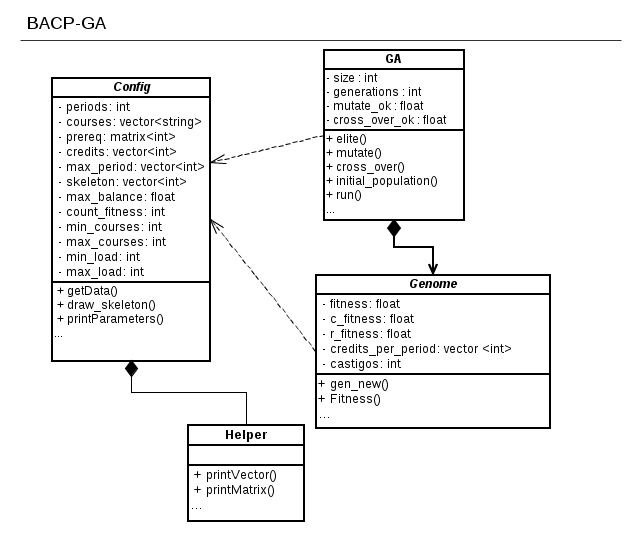 BACP-GA
Config
- periods: int
- courses: vector<string>
- prereq: matrix<int>
- credits: vector<int>
- max_period: vector<int>
- skeleton: vector<int>
- max_balance: float
- count_fitness: int
- min_courses: int
- max_courses: int
- min_load: int
- max_load: int
+ getData()
+ draw_skeleton()
+ printParameters()
...
GA
- size : int
- generations : int
- mutate_ok : float
- cross_over_ok : float
+ elite()
+ mutate()
+ cross_over()
+ initial_population()
+ run()
...
Genome
- fitness: float
- c_fitness: float
- r_fitness: float
- credits_per_period: vector <int>
- castigos: int
+ gen_new()
+ Fitness()
...
Helper
+ printVector()
+ printMatrix()
...